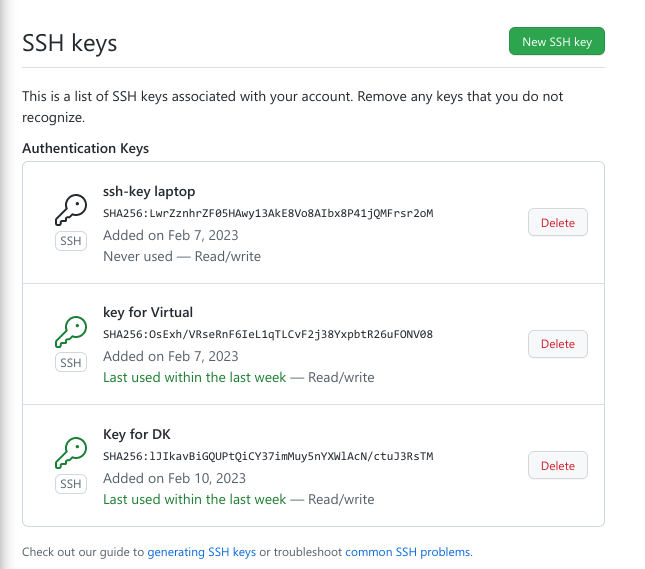 SSH keys
New SSH key
This is a list of SSH keys associated with your account. Remove any keys that you do not
recognize.
Authentication Keys
ssh-key laptop
SHA256:LwrZznhrZF05HAwy13AkE8Vo8AIbx8P41jQMFrsr2oM
Added on Feb 7, 2023
Never used — Read/write
SSH
Delete
key for Virtual
SHA256:OsExh/VRseRnF6IeL1qTLCvF2j38YxpbtR26uFONV08
Added on Feb 7, 2023
Last used within the last week — Read/write
SSH
Delete
Key for DK
SHA256:lJIkavBiGQUPtQiCY37imMuy5nYXWlAcN/ctuJ3RsTM
Added on Feb 10, 2023
Last used within the last week — Read/write
SSH
Delete
Check out our guide to generating SSH keys or troubleshoot common SSH problems.